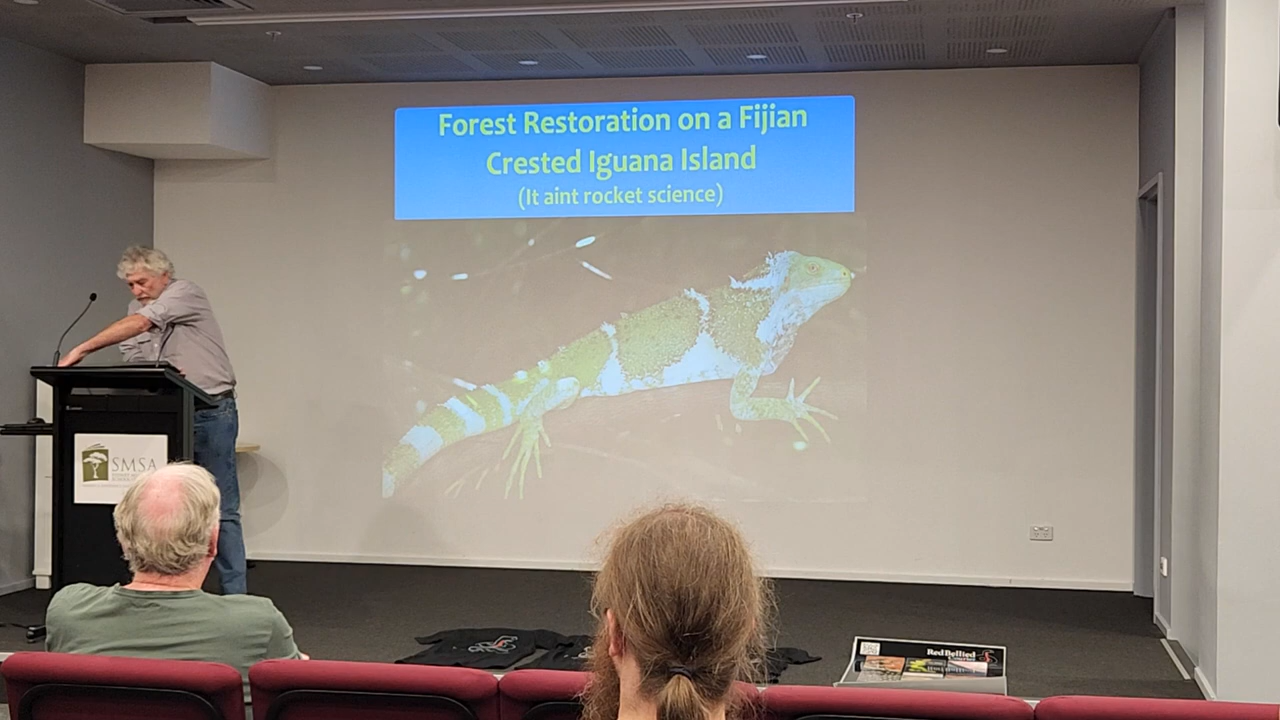 Forest Restoration on a Fijian
Crested Iguana Island
(It aint rocket science)
SMSA
Red Bellied